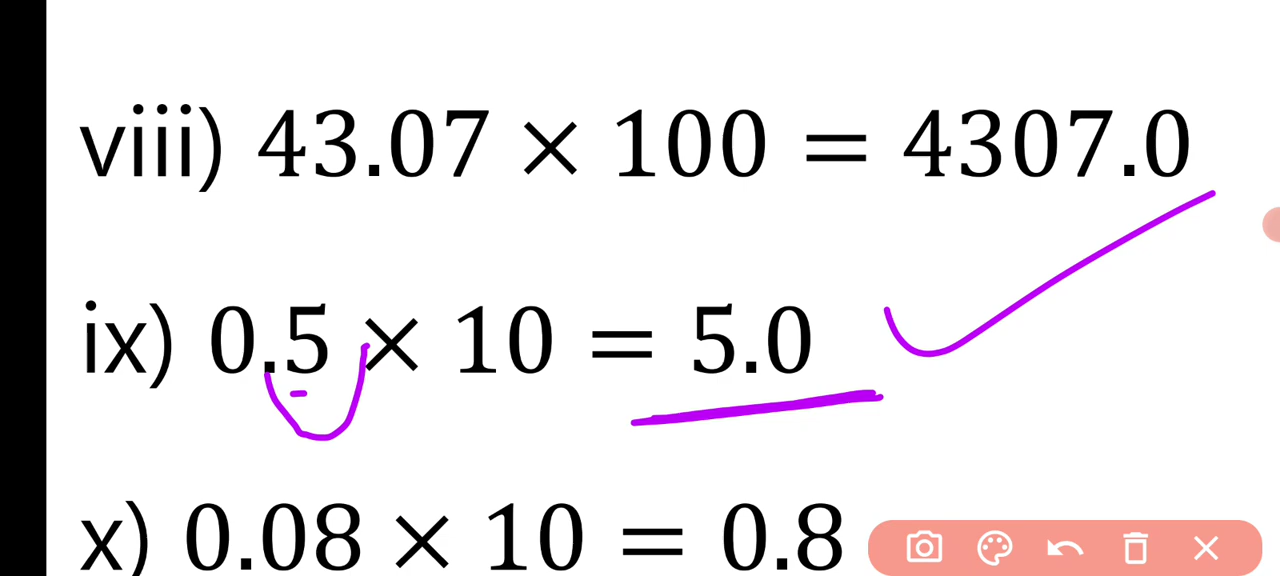 viii) 43.07 × 100 = 4307.0
ix) 0.5 × 10 = 5.0
x) 0.08 × 10 = 0.8